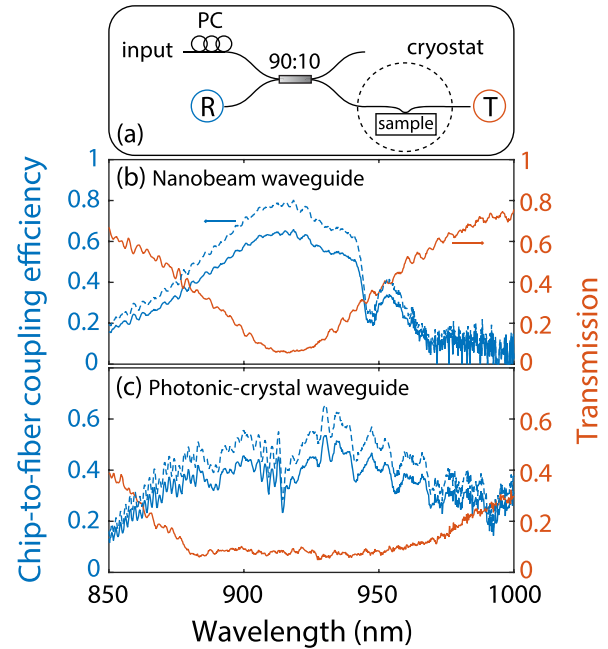 PC
input
90:10
cryostat
R
sample
T
(a)
Chip-to-fiber coupling efficiency
Transmission
1
0.8
0.6
0.4
0.2
0
(b) Nanobeam waveguide
1
0.8
0.6
0.4
0.2
0
0.6
0.4
0.2
0
(c) Photonic-crystal waveguide
0.6
0.4
0.2
0
850
900
950
1000
Wavelength (nm)